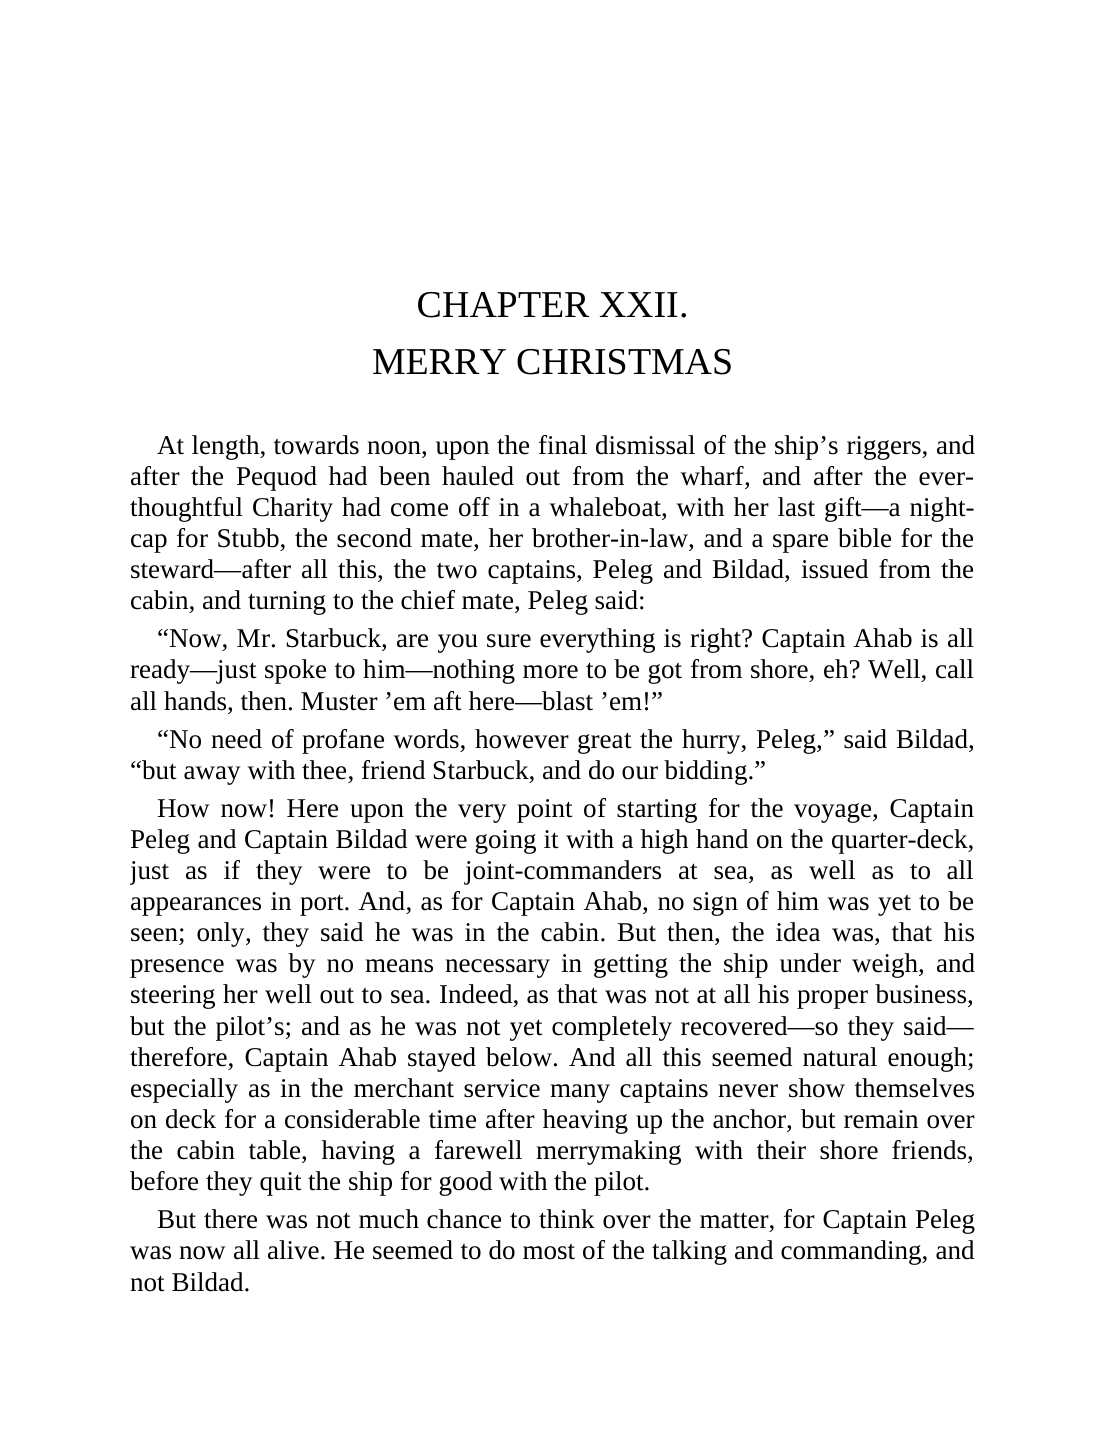 CHAPTER XXII.
MERRY CHRISTMAS
At length, towards noon, upon the final dismissal of the ship’s riggers, and
after the Pequod had been hauled out from the wharf, and after the ever-
thoughtful Charity had come off in a whaleboat, with her last gift—a night-
cap for Stubb, the second mate, her brother-in-law, and a spare bible for the
steward—after all this, the two captains, Peleg and Bildad, issued from the
cabin, and turning to the chief mate, Peleg said:
“Now, Mr. Starbuck, are you sure everything is right? Captain Ahab is all
ready—just spoke to him—nothing more to be got from shore, eh? Well, call
all hands, then. Muster ’em aft here—blast ’em!”
“No need of profane words, however great the hurry, Peleg,” said Bildad,
“but away with thee, friend Starbuck, and do our bidding.”
How now! Here upon the very point of starting for the voyage, Captain
Peleg and Captain Bildad were going it with a high hand on the quarter-deck,
just as if they were to be joint-commanders at sea, as well as to all
appearances in port. And, as for Captain Ahab, no sign of him was yet to be
seen; only, they said he was in the cabin. But then, the idea was, that his
presence was by no means necessary in getting the ship under weigh, and
steering her well out to sea. Indeed, as that was not at all his proper business,
but the pilot’s; and as he was not yet completely recovered—so they said—
therefore, Captain Ahab stayed below. And all this seemed natural enough;
especially as in the merchant service many captains never show themselves
on deck for a considerable time after heaving up the anchor, but remain over
the cabin table, having a farewell merrymaking with their shore friends,
before they quit the ship for good with the pilot.
But there was not much chance to think over the matter, for Captain Peleg
was now all alive. He seemed to do most of the talking and commanding, and
not Bildad.